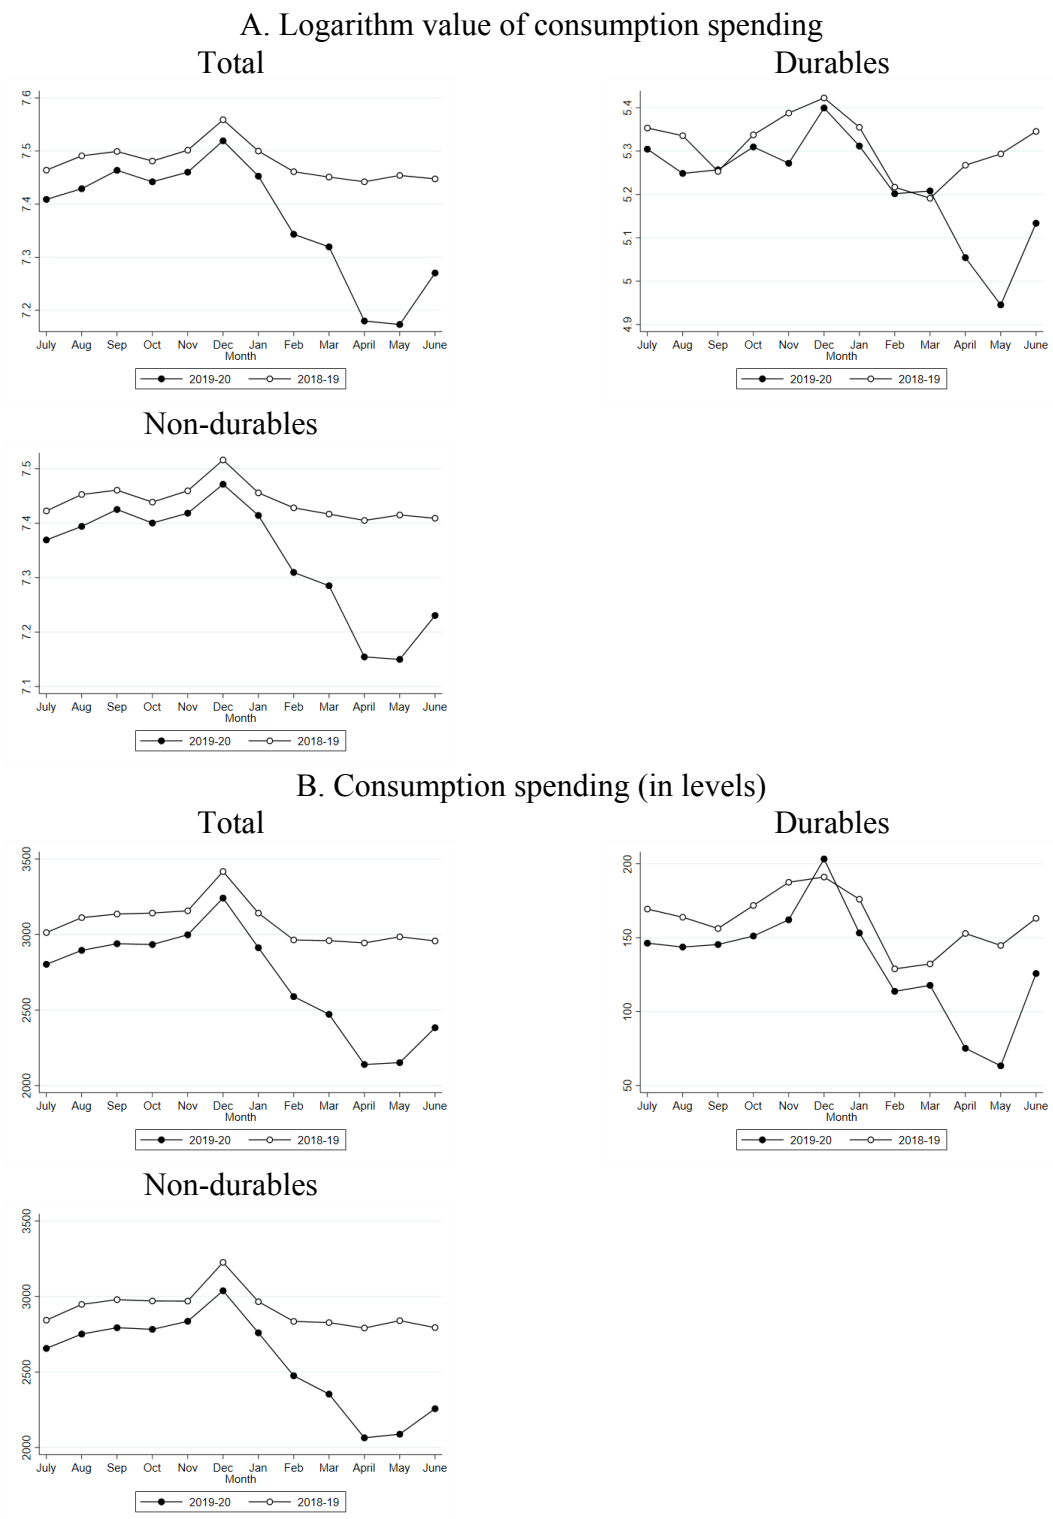 A. Logarithm value of consumption spending
Total
7.6
7.5
7.4
7.3
7.2
July Aug Sep Oct Nov Dec Jan Feb Mar April May June
Month
2019-20 2018-19
Durables
5.4
5.3
5.2
5.1
5
4.9
July Aug Sep Oct Nov Dec Jan Feb Mar April May June
Month
2019-20 2018-19
Non-durables
7.5
7.4
7.3
7.2
7.1
July Aug Sep Oct Nov Dec Jan Feb Mar April May June
Month
2019-20 2018-19
B. Consumption spending (in levels)
Total
3500
3000
2500
2000
July Aug Sep Oct Nov Dec Jan Feb Mar April May June
Month
2019-20 2018-19
Durables
200
150
100
50
July Aug Sep Oct Nov Dec Jan Feb Mar April May June
Month
2019-20 2018-19
Non-durables
3500
3000
2500
2000
July Aug Sep Oct Nov Dec Jan Feb Mar April May June
Month
2019-20 2018-19